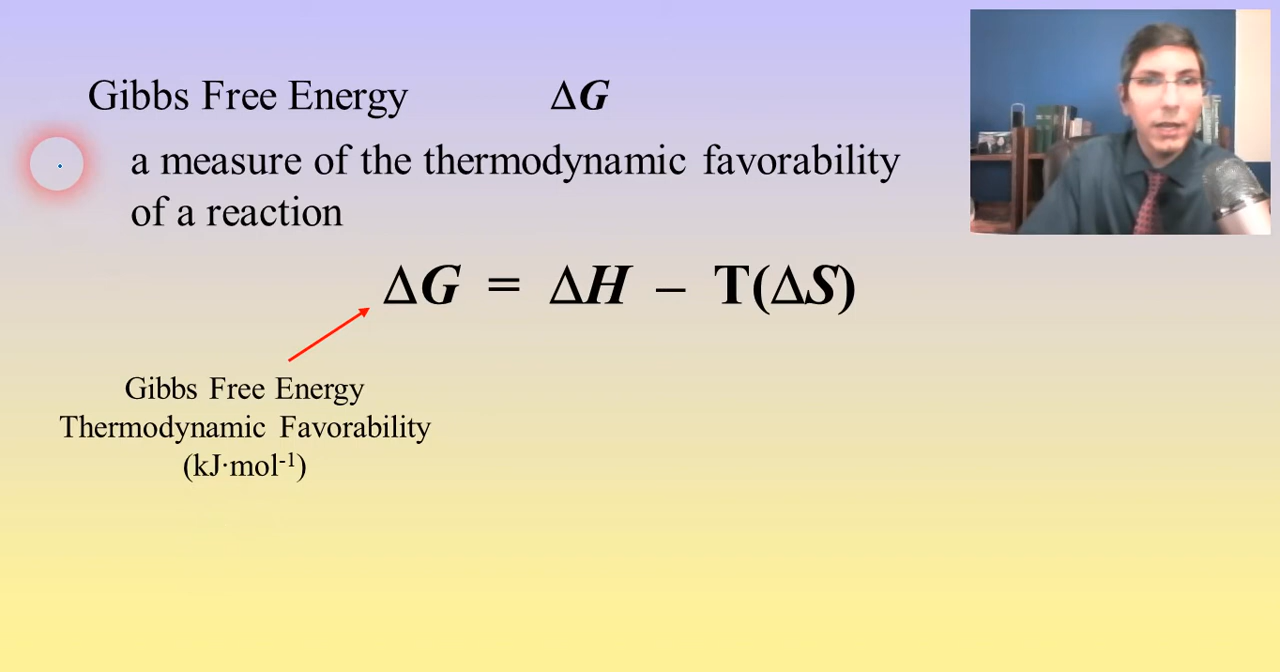 Gibbs Free Energy ΔG
a measure of the thermodynamic favorability
of a reaction
ΔG = ΔH – T(ΔS)
Gibbs Free Energy
Thermodynamic Favorability
(kJ·mol⁻¹)